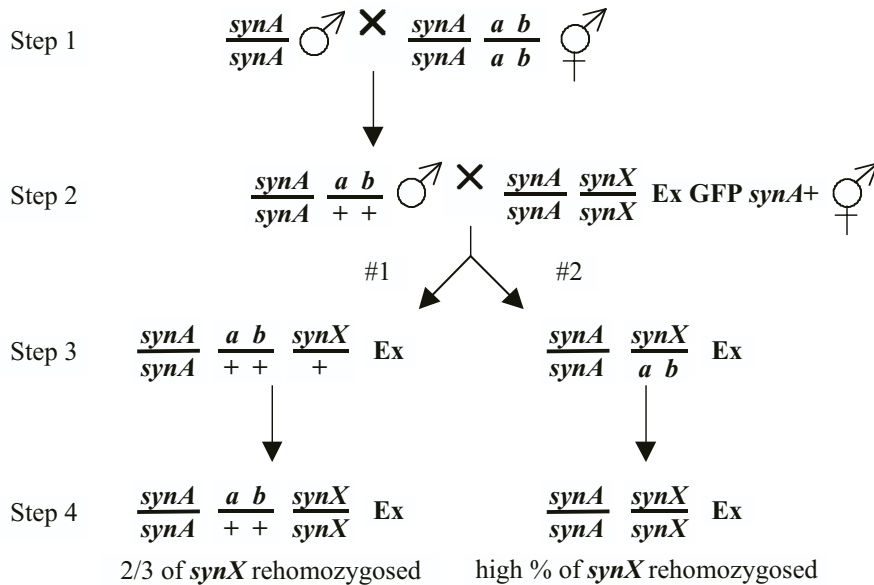 Step 1 synA ♂ × synA a b ♀
synA synA a b
Step 2 synA a b ♂ × synA synX Ex GFP synA+ ♀
synA + + synA synX
#1 #2
Step 3 synA a b synX Ex synA synX Ex
synA + + + synA a b
Step 4 synA a b synX Ex synA synX Ex
synA + + synX synA synX
2/3 of synX rehomozygosed high % of synX rehomozygosed